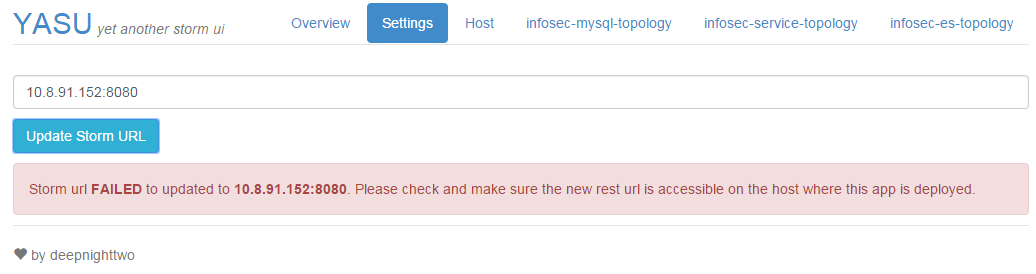 YASU yet another storm ui Overview Settings Host infosec-mysql-topology infosec-service-topology infosec-es-topology
10.8.91.152:8080
Update Storm URL
Storm url FAILED to updated to 10.8.91.152:8080. Please check and make sure the new rest url is accessible on the host where this app is deployed.
♥ by deepnighttwo